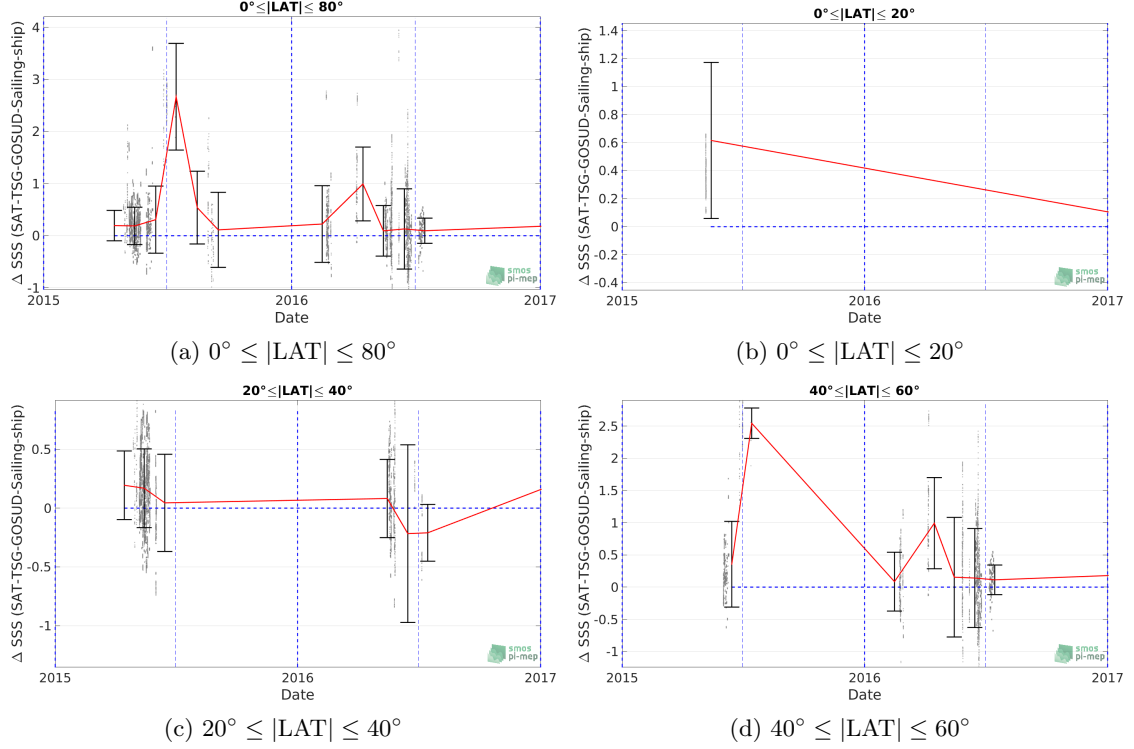 0°≤|LAT|≤ 80°
Δ SSS (SAT-TSG-GOSUD-Sailing-ship)
4
3
2
1
0
-1
2015
2016
2017
Date
smos
pi-mep
(a) 0° ≤ |LAT| ≤ 80°
0°≤|LAT|≤ 20°
Δ SSS (SAT-TSG-GOSUD-Sailing-ship)
1.4
1.2
1
0.8
0.6
0.4
0.2
0
-0.2
-0.4
2015
2016
2017
Date
smos
pi-mep
(b) 0° ≤ |LAT| ≤ 20°
20°≤|LAT|≤ 40°
Δ SSS (SAT-TSG-GOSUD-Sailing-ship)
0.5
0
-0.5
-1
2015
2016
2017
Date
smos
pi-mep
(c) 20° ≤ |LAT| ≤ 40°
40°≤|LAT|≤ 60°
Δ SSS (SAT-TSG-GOSUD-Sailing-ship)
2.5
2
1.5
1
0.5
0
-0.5
-1
2015
2016
2017
Date
smos
pi-mep
(d) 40° ≤ |LAT| ≤ 60°